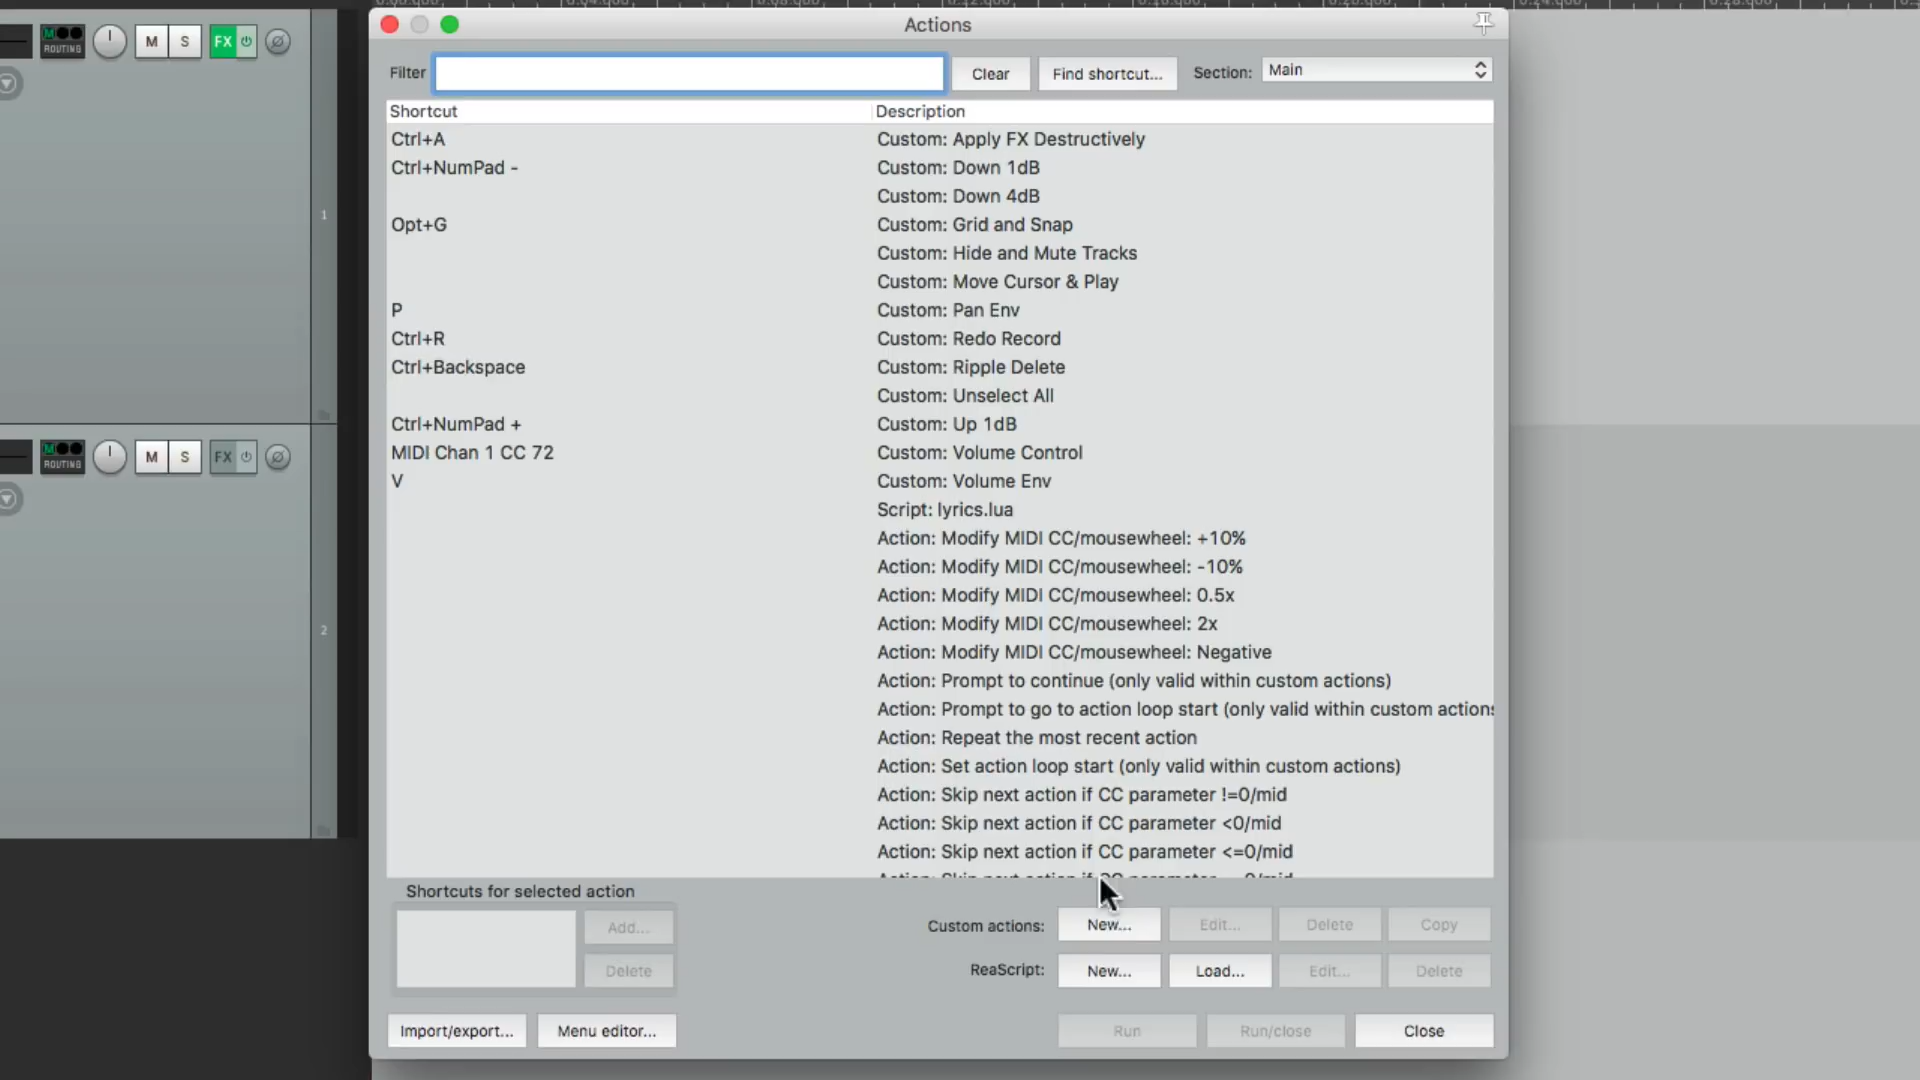 Actions
Filter
Clear
Find shortcut...
Section:
Main
Shortcut Description
Ctrl+A Custom: Apply FX Destructively
Ctrl+NumPad - Custom: Down 1dB
Custom: Down 4dB
Opt+G Custom: Grid and Snap
Custom: Hide and Mute Tracks
Custom: Move Cursor & Play
P Custom: Pan Env
Ctrl+R Custom: Redo Record
Ctrl+Backspace Custom: Ripple Delete
Custom: Unselect All
Ctrl+NumPad + Custom: Up 1dB
MIDI Chan 1 CC 72 Custom: Volume Control
V Custom: Volume Env
Script: lyrics.lua
Action: Modify MIDI CC/mousewheel: +10%
Action: Modify MIDI CC/mousewheel: -10%
Action: Modify MIDI CC/mousewheel: 0.5x
Action: Modify MIDI CC/mousewheel: 2x
Action: Modify MIDI CC/mousewheel: Negative
Action: Prompt to continue (only valid within custom actions)
Action: Prompt to go to action loop start (only valid within custom actions
Action: Repeat the most recent action
Action: Set action loop start (only valid within custom actions)
Action: Skip next action if CC parameter !=0/mid
Action: Skip next action if CC parameter <0/mid
Action: Skip next action if CC parameter <=0/mid
Shortcuts for selected action
Add...
Delete
Custom actions: New... Edit... Delete Copy
ReaScript: New... Load... Edit... Delete
Import/export... Menu editor... Run Run/close Close
ROUTING M S FX
1
ROUTING M S FX
2